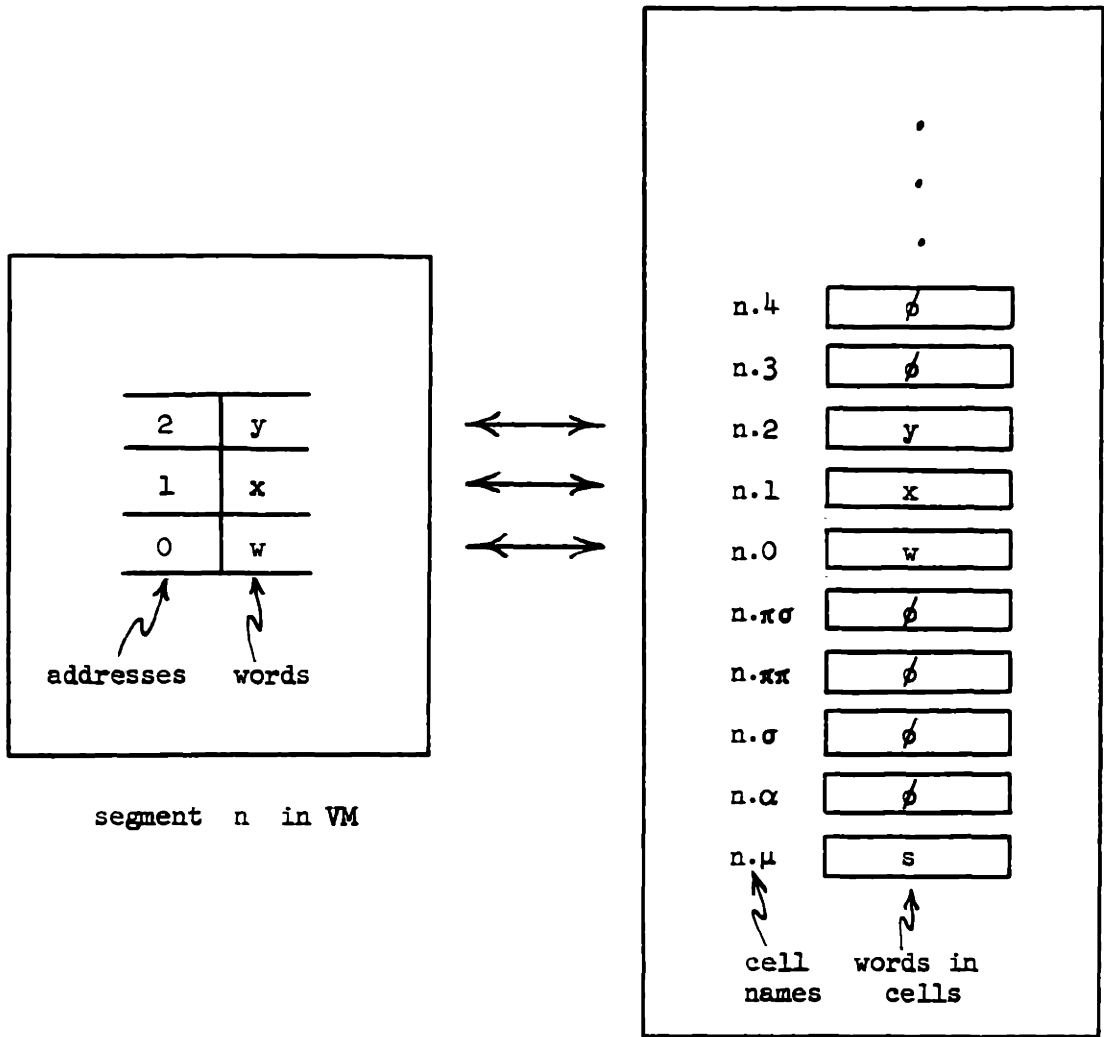 2 y
1 x
0 w
addresses words
segment n in VM
.
.
.
n.4 ∅
n.3 ∅
n.2 y
n.1 x
n.0 w
n.πσ ∅
n.ππ ∅
n.σ ∅
n.α ∅
n.μ s
cell words in
names cells